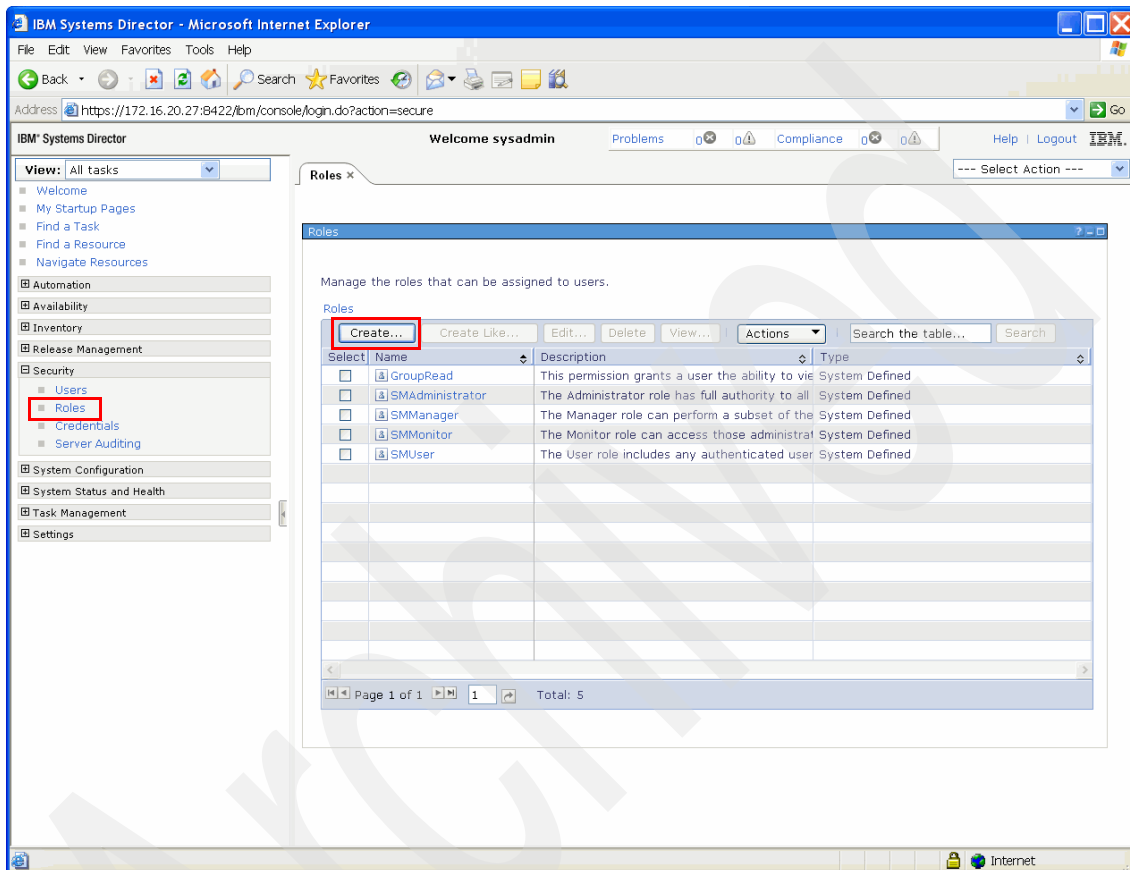 IBM Systems Director - Microsoft Internet Explorer
File Edit View Favorites Tools Help
Back Search Favorites
Address https://172.16.20.27:8422/ibm/console/login.do?action=secure Go
IBM® Systems Director Welcome sysadmin Problems 0 0 Compliance 0 0 Help | Logout IBM.
View: All tasks
Roles × --- Select Action ---
Welcome
My Startup Pages
Find a Task
Find a Resource
Navigate Resources
Automation
Availability
Inventory
Release Management
Security
Users
Roles
Credentials
Server Auditing
System Configuration
System Status and Health
Task Management
Settings
Roles ?
Manage the roles that can be assigned to users.
Roles
Create... Create Like... Edit... Delete View... Actions Search the table... Search
Select Name Description Type
GroupRead This permission grants a user the ability to vie System Defined
SMAdministrator The Administrator role has full authority to all System Defined
SMManager The Manager role can perform a subset of the System Defined
SMMonitor The Monitor role can access those administrat System Defined
SMUser The User role includes any authenticated user System Defined
Page 1 of 1 1 Total: 5
Internet
Archived